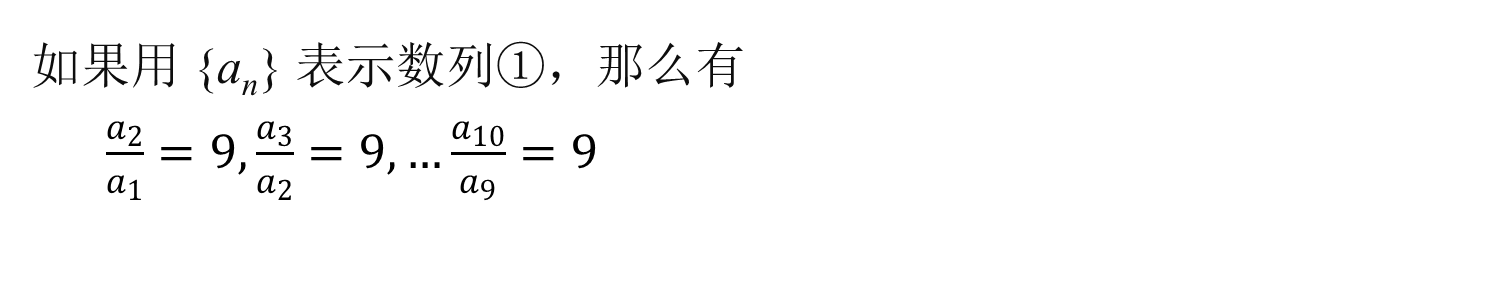 如果用 {aₙ} 表示数列①，那么有
a₂/a₁ = 9, a₃/a₂ = 9, ... a₁₀/a₉ = 9